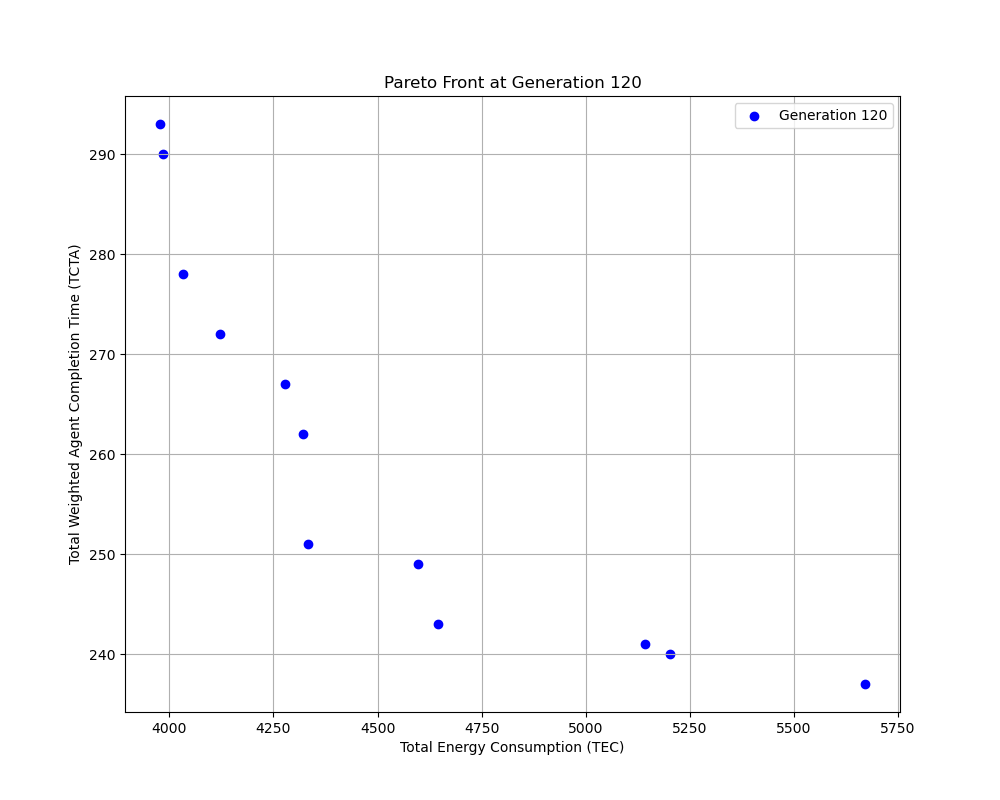 Pareto Front at Generation 120
Generation 120
290
280
270
260
250
240
Total Weighted Agent Completion Time (TCTA)
4000 4250 4500 4750 5000 5250 5500 5750
Total Energy Consumption (TEC)